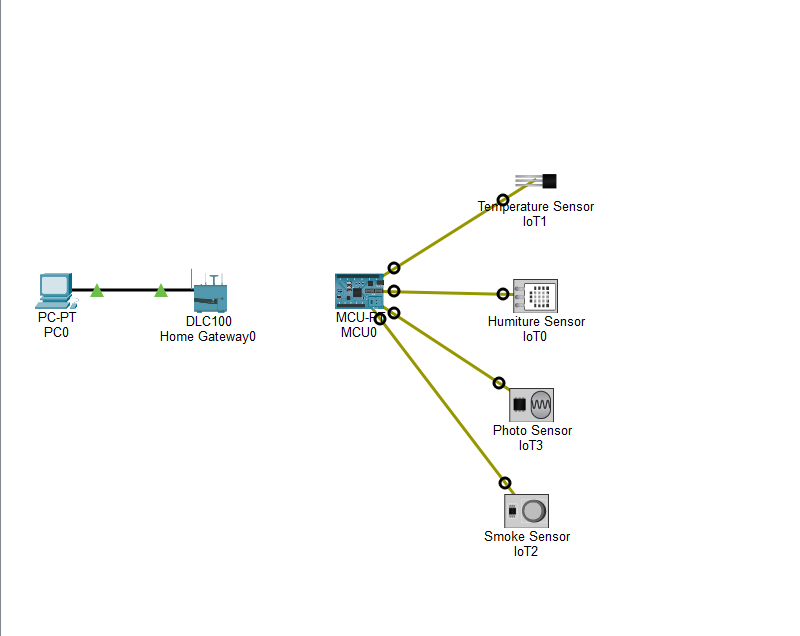 Temperature Sensor
IoT1
PC-PT
PC0
DLC100
Home Gateway0
MCU-PT
MCU0
Humiture Sensor
IoT0
Photo Sensor
IoT3
Smoke Sensor
IoT2